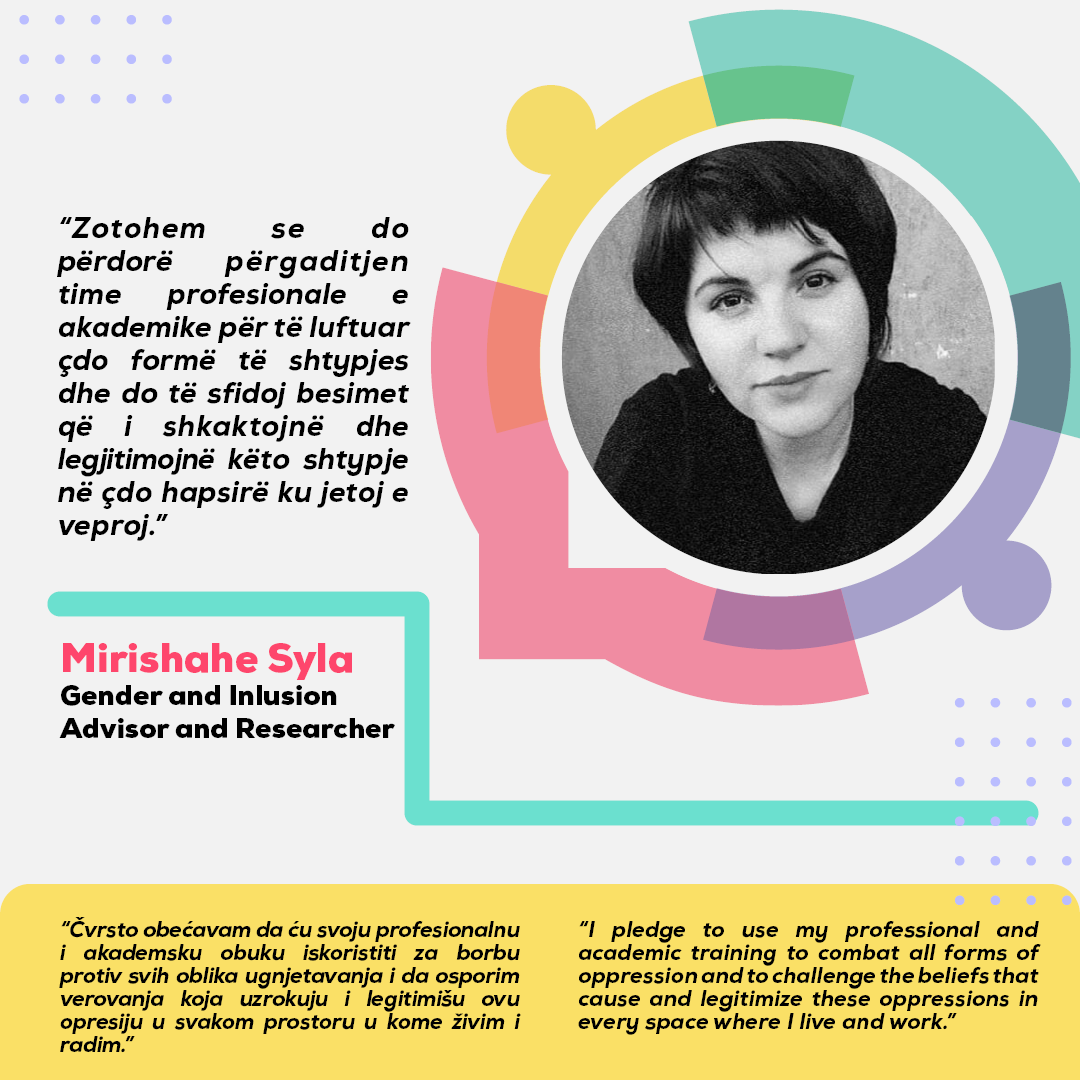 “Zotohem se do
përdorë përgaditjen
time profesionale e
akademike për të luftuar
çdo formë të shtypjes
dhe do të sfidoj besimet
që i shkaktojnë dhe
legjitimojnë këto shtypje
në çdo hapsirë ku jetoj e
veproj.”
Mirishahe Syla
Gender and Inlusion
Advisor and Researcher
“Čvrsto obećavam da ću svoju profesionalnu
i akademsku obuku iskoristiti za borbu
protiv svih oblika ugnjetavanja i da osporim
verovanja koja uzrokuju i legitimišu ovu
opresiju u svakom prostoru u kome živim i
radim.”
“I pledge to use my professional and
academic training to combat all forms of
oppression and to challenge the beliefs that
cause and legitimize these oppressions in
every space where I live and work.”